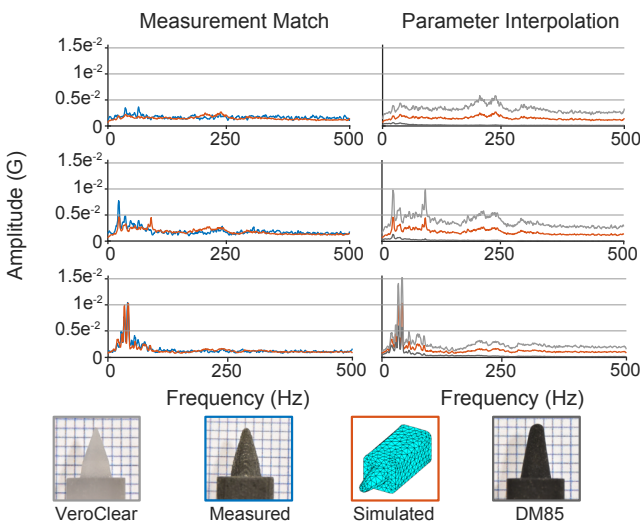 Measurement Match Parameter Interpolation
1.5e-2
1e-2
0.5e-2
0
0 250 500 0 250 500
1.5e-2
1e-2
0.5e-2
0
0 250 500 0 250 500
1.5e-2
1e-2
0.5e-2
0
0 250 500 0 250 500
Amplitude (G)
Frequency (Hz) Frequency (Hz)
VeroClear Measured Simulated DM85